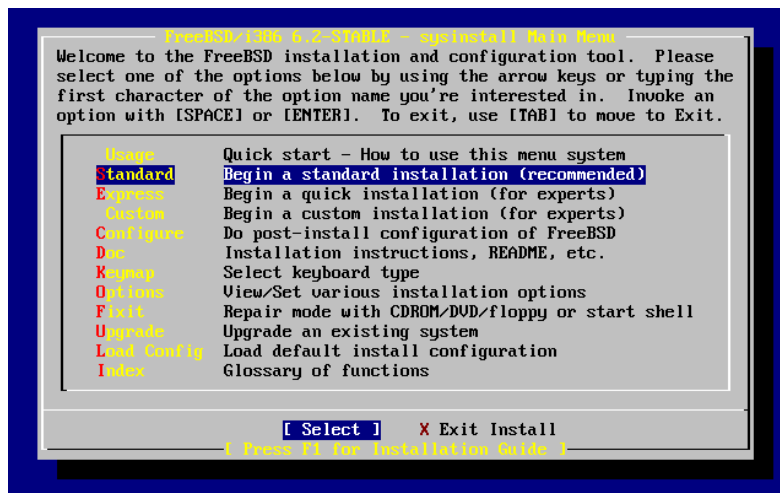 FreeBSD/i386 6.2-STABLE - sysinstall Main Menu
Welcome to the FreeBSD installation and configuration tool.  Please
select one of the options below by using the arrow keys or typing the
first character of the option name you're interested in.  Invoke an
option with [SPACE] or [ENTER].  To exit, use [TAB] to move to Exit.
Usage Quick start - How to use this menu system
Standard Begin a standard installation (recommended)
Express Begin a quick installation (for experts)
Custom Begin a custom installation (for experts)
Configure Do post-install configuration of FreeBSD
Doc Installation instructions, README, etc.
Keymap Select keyboard type
Options View/Set various installation options
Fixit Repair mode with CDROM/DVD/floppy or start shell
Upgrade Upgrade an existing system
Load Config Load default install configuration
Index Glossary of functions
[ Select ] X Exit Install
[ Press F1 for Installation Guide ]